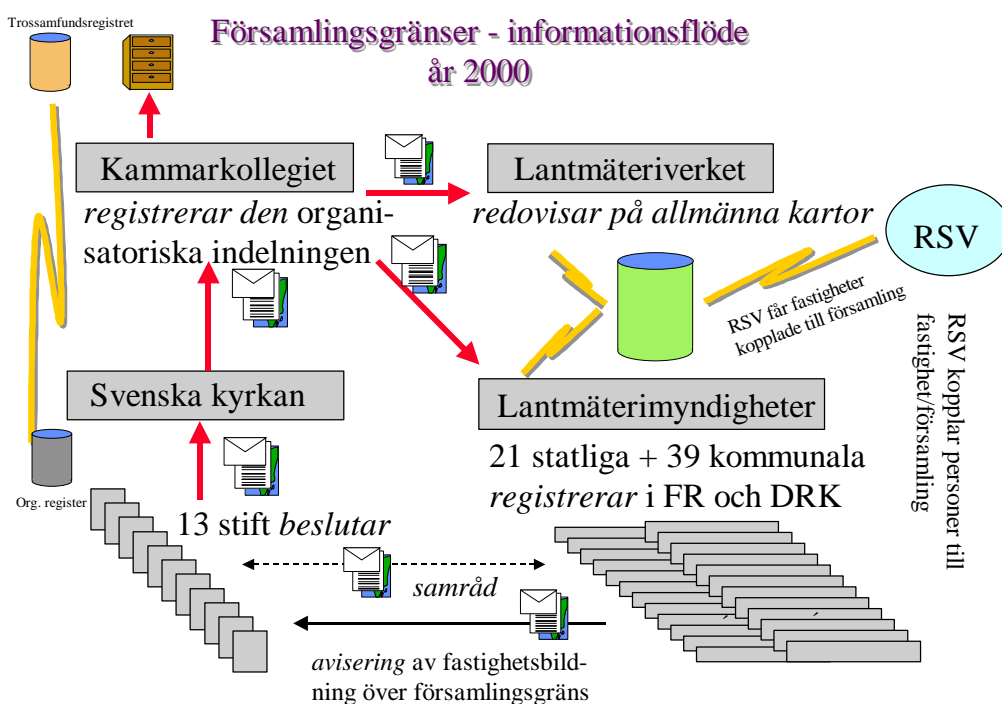 Trossamfundsregistret
Församlingsgränser - informationsflöde
år 2000
Kammarkollegiet
registrerar den organi-
satoriska indelningen
Lantmäteriverket
redovisar på allmänna kartor
RSV
RSV får fastigheter
kopplade till församling
RSV kopplar personer till
fastighet/församling
Svenska kyrkan
Lantmäterimyndigheter
21 statliga + 39 kommunala
registrerar i FR och DRK
Org. register
13 stift beslutar
samråd
avisering av fastighetsbild-
ning över församlingsgräns